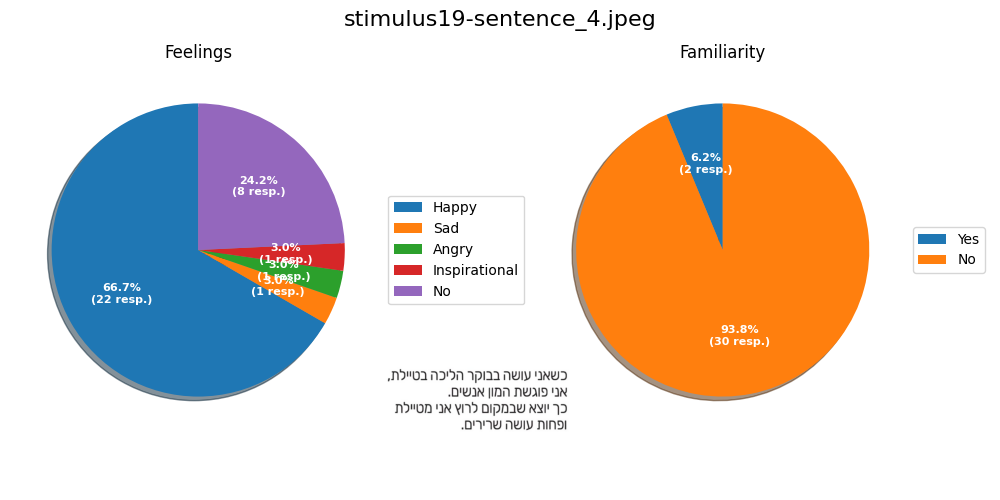 stimulus19-sentence_4.jpeg
Feelings
24.2%
(8 resp.)
3.0%
(1 resp.)
3.0%
(1 resp.)
3.0%
(1 resp.)
66.7%
(22 resp.)
Happy
Sad
Angry
Inspirational
No
Familiarity
6.2%
(2 resp.)
93.8%
(30 resp.)
Yes
No
כשאני עושה בבוקר הליכה בטיילת,
אני פוגשת המון אנשים.
כך יוצא שבמקום לרוץ אני מטיילת
ופחות עושה שרירים.